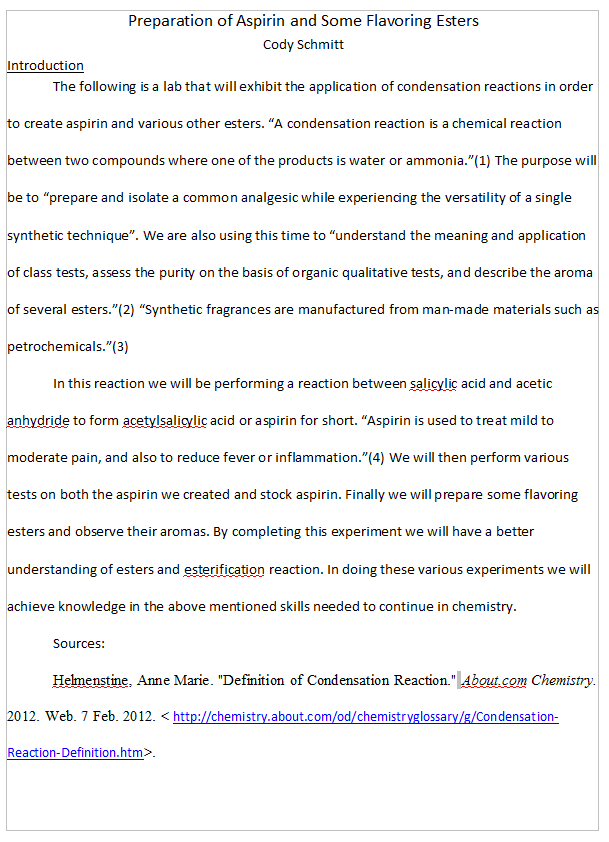 Preparation of Aspirin and Some Flavoring Esters
Cody Schmitt
Introduction
The following is a lab that will exhibit the application of condensation reactions in order
to create aspirin and various other esters. “A condensation reaction is a chemical reaction
between two compounds where one of the products is water or ammonia.”(1) The purpose will
be to “prepare and isolate a common analgesic while experiencing the versatility of a single
synthetic technique”. We are also using this time to “understand the meaning and application
of class tests, assess the purity on the basis of organic qualitative tests, and describe the aroma
of several esters.”(2) “Synthetic fragrances are manufactured from man-made materials such as
petrochemicals.”(3)
In this reaction we will be performing a reaction between salicylic acid and acetic
anhydride to form acetylsalicylic acid or aspirin for short. “Aspirin is used to treat mild to
moderate pain, and also to reduce fever or inflammation.”(4) We will then perform various
tests on both the aspirin we created and stock aspirin. Finally we will prepare some flavoring
esters and observe their aromas. By completing this experiment we will have a better
understanding of esters and esterification reaction. In doing these various experiments we will
achieve knowledge in the above mentioned skills needed to continue in chemistry.
Sources:
Helmenstine, Anne Marie. "Definition of Condensation Reaction." About.com Chemistry.
2012. Web. 7 Feb. 2012. < http://chemistry.about.com/od/chemistryglossary/g/Condensation-
Reaction-Definition.htm>.